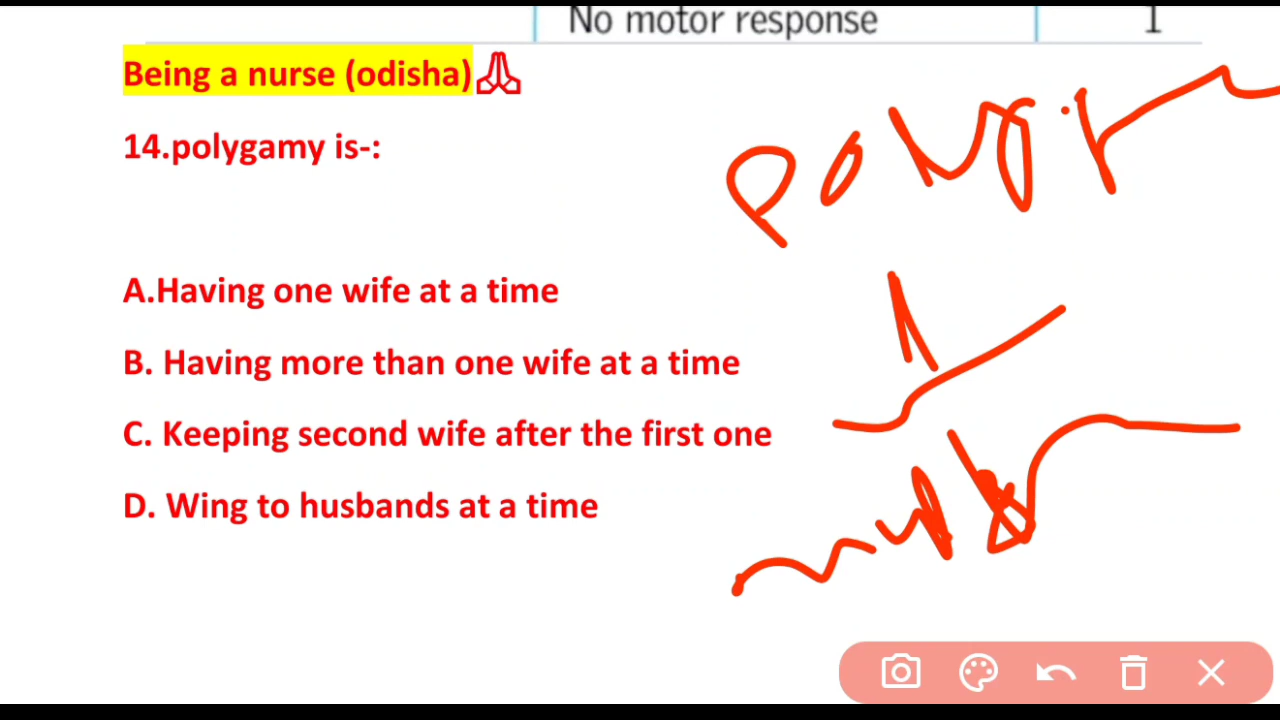 No motor response 1
Being a nurse (odisha)🙏
14.polygamy is-:
A.Having one wife at a time
B. Having more than one wife at a time
C. Keeping second wife after the first one
D. Wing to husbands at a time